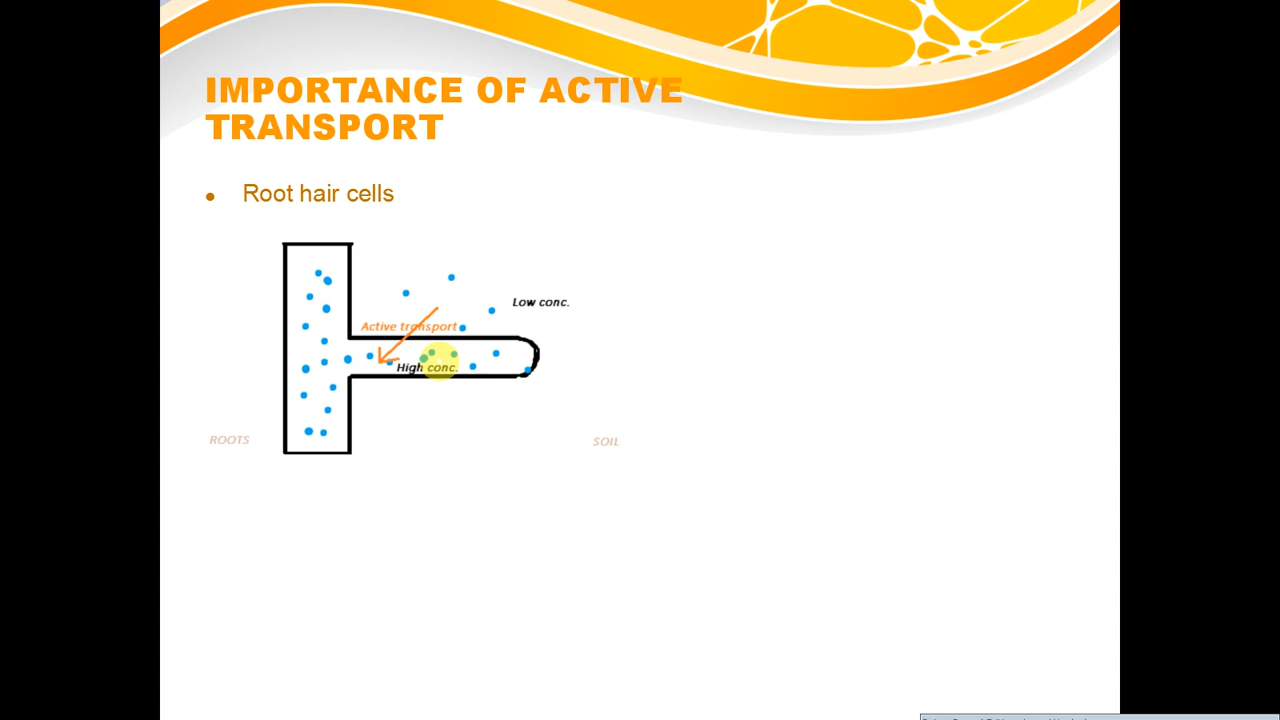 IMPORTANCE OF ACTIVE
TRANSPORT
● Root hair cells
Low conc.
Active transport
High conc.
ROOTS
SOIL